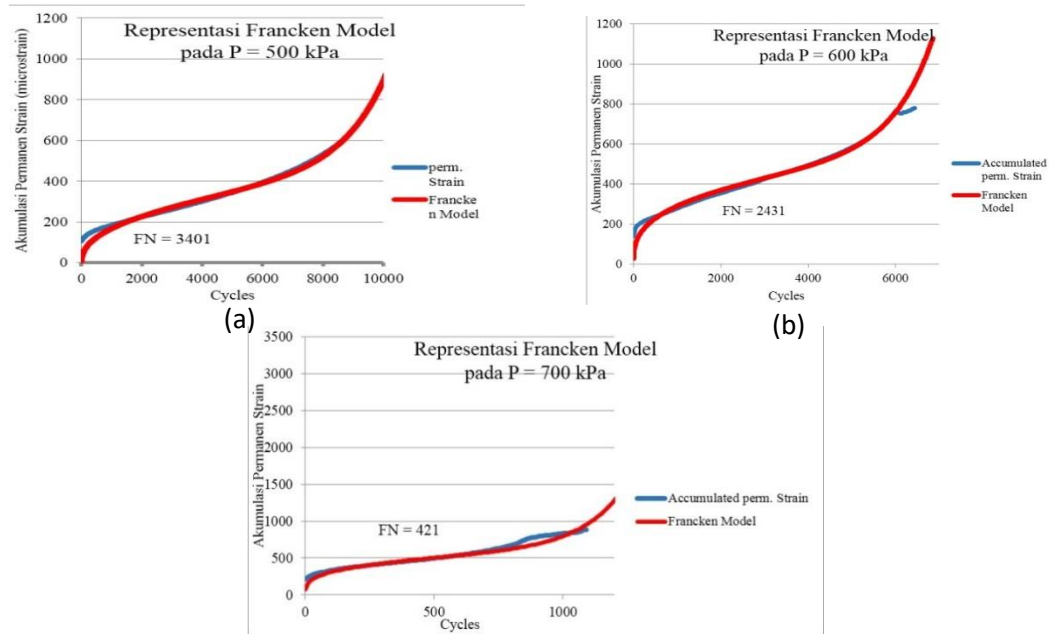 Representasi Francken Model
pada P = 500 kPa
Akumulasi Permanen Strain (microstrain)
1200
1000
800
600
400
200
0
FN = 3401
0 2000 4000 6000 8000 10000
Cycles
perm.
Strain
Francke
n Model
(a)
Representasi Francken Model
pada P = 600 kPa
Akumulasi Permanen Strain
1200
1000
800
600
400
200
0
FN = 2431
0 2000 4000 6000
Cycles
Accumulated
perm. Strain
Francken
Model
(b)
Representasi Francken Model
pada P = 700 kPa
Akumulasi Permanen Strain
3500
3000
2500
2000
1500
1000
500
0
FN = 421
0 500 1000
Cycles
Accumulated perm. Strain
Francken Model